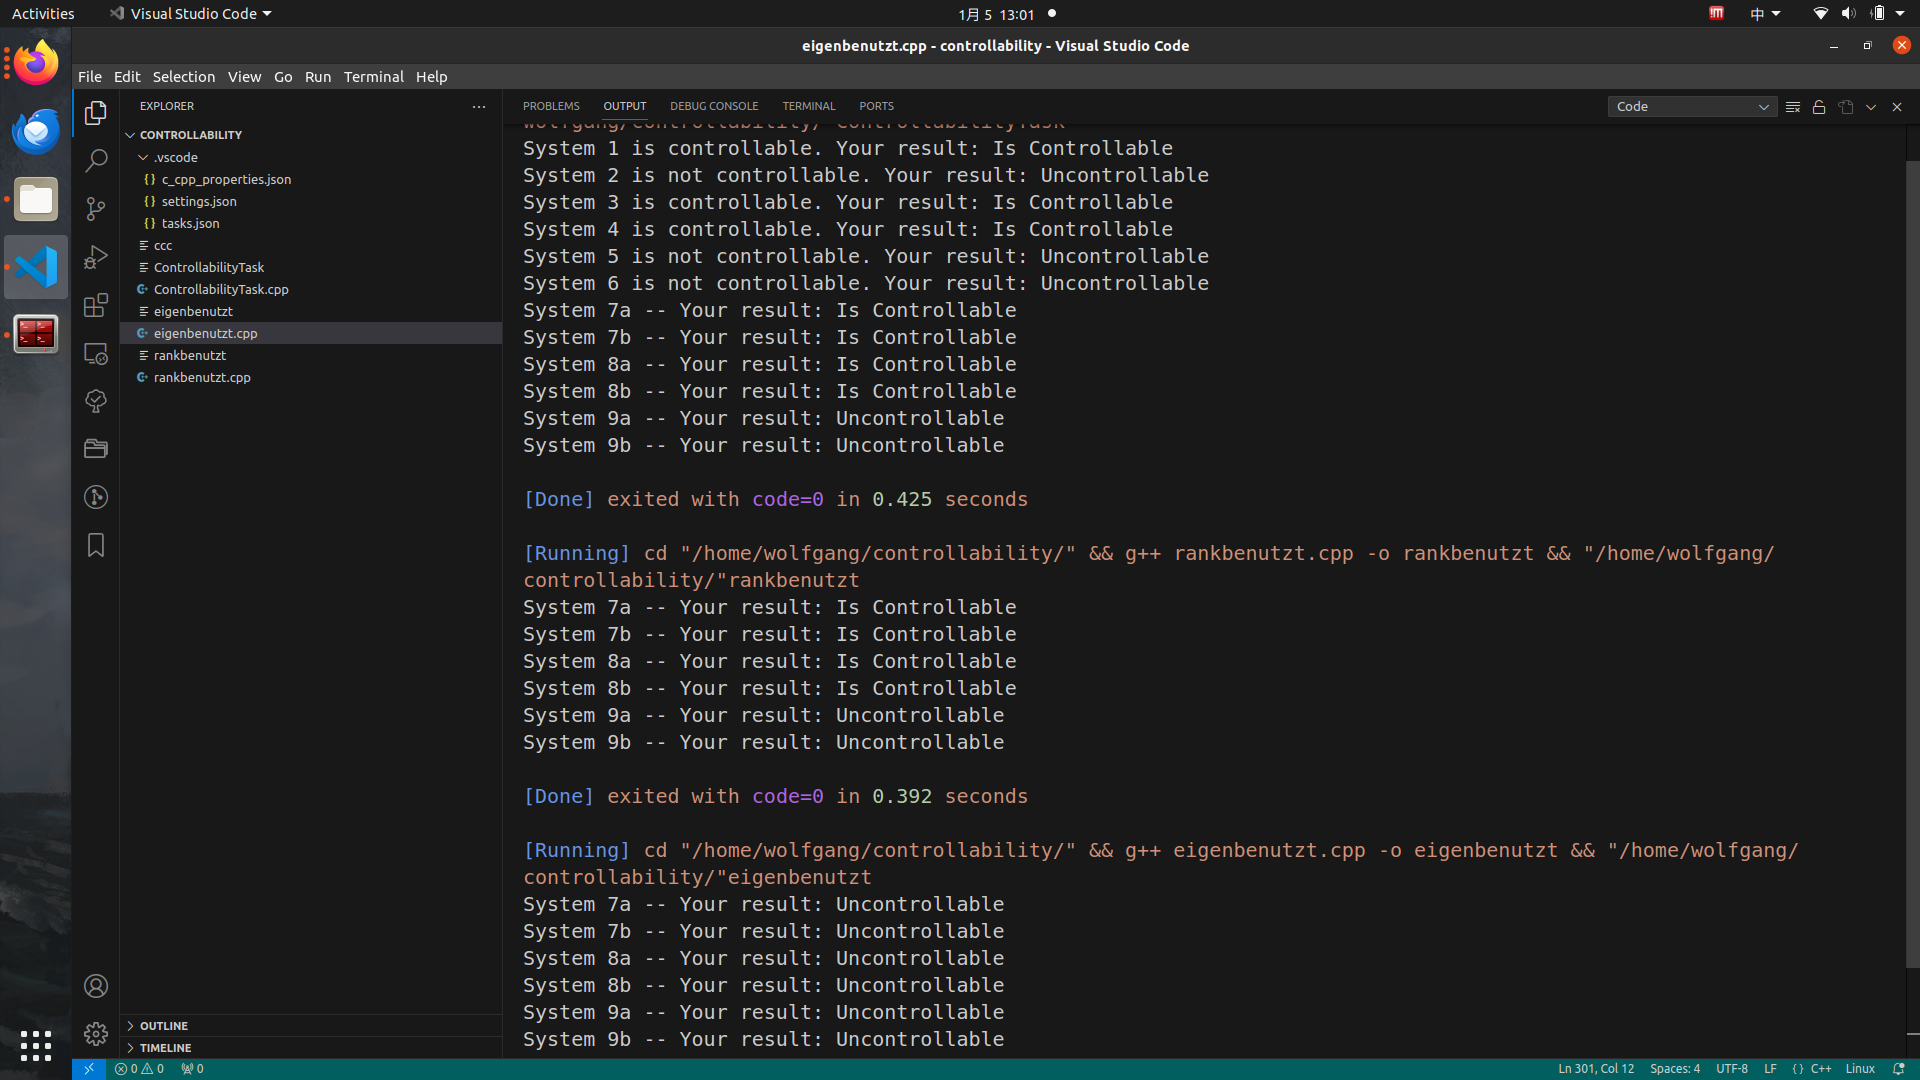 Activities
Visual Studio Code
1月 5 13:01
中
eigenbenutzt.cpp - controllability - Visual Studio Code
File Edit Selection View Go Run Terminal Help
EXPLORER
CONTROLLABILITY
.vscode
{} c_cpp_properties.json
{} settings.json
{} tasks.json
ccc
ControllabilityTask
ControllabilityTask.cpp
eigenbenutzt
eigenbenutzt.cpp
rankbenutzt
rankbenutzt.cpp
OUTLINE
TIMELINE
PROBLEMS OUTPUT DEBUG CONSOLE TERMINAL PORTS
Code
wolfgang/controllability/"ControllabilityTask
System 1 is controllable. Your result: Is Controllable
System 2 is not controllable. Your result: Uncontrollable
System 3 is controllable. Your result: Is Controllable
System 4 is controllable. Your result: Is Controllable
System 5 is not controllable. Your result: Uncontrollable
System 6 is not controllable. Your result: Uncontrollable
System 7a -- Your result: Is Controllable
System 7b -- Your result: Is Controllable
System 8a -- Your result: Is Controllable
System 8b -- Your result: Is Controllable
System 9a -- Your result: Uncontrollable
System 9b -- Your result: Uncontrollable
[Done] exited with code=0 in 0.425 seconds
[Running] cd "/home/wolfgang/controllability/" && g++ rankbenutzt.cpp -o rankbenutzt && "/home/wolfgang/
controllability/"rankbenutzt
System 7a -- Your result: Is Controllable
System 7b -- Your result: Is Controllable
System 8a -- Your result: Is Controllable
System 8b -- Your result: Is Controllable
System 9a -- Your result: Uncontrollable
System 9b -- Your result: Uncontrollable
[Done] exited with code=0 in 0.392 seconds
[Running] cd "/home/wolfgang/controllability/" && g++ eigenbenutzt.cpp -o eigenbenutzt && "/home/wolfgang/
controllability/"eigenbenutzt
System 7a -- Your result: Uncontrollable
System 7b -- Your result: Uncontrollable
System 8a -- Your result: Uncontrollable
System 8b -- Your result: Uncontrollable
System 9a -- Your result: Uncontrollable
System 9b -- Your result: Uncontrollable
0 0 0
Ln 301, Col 12 Spaces: 4 UTF-8 LF {} C++ Linux